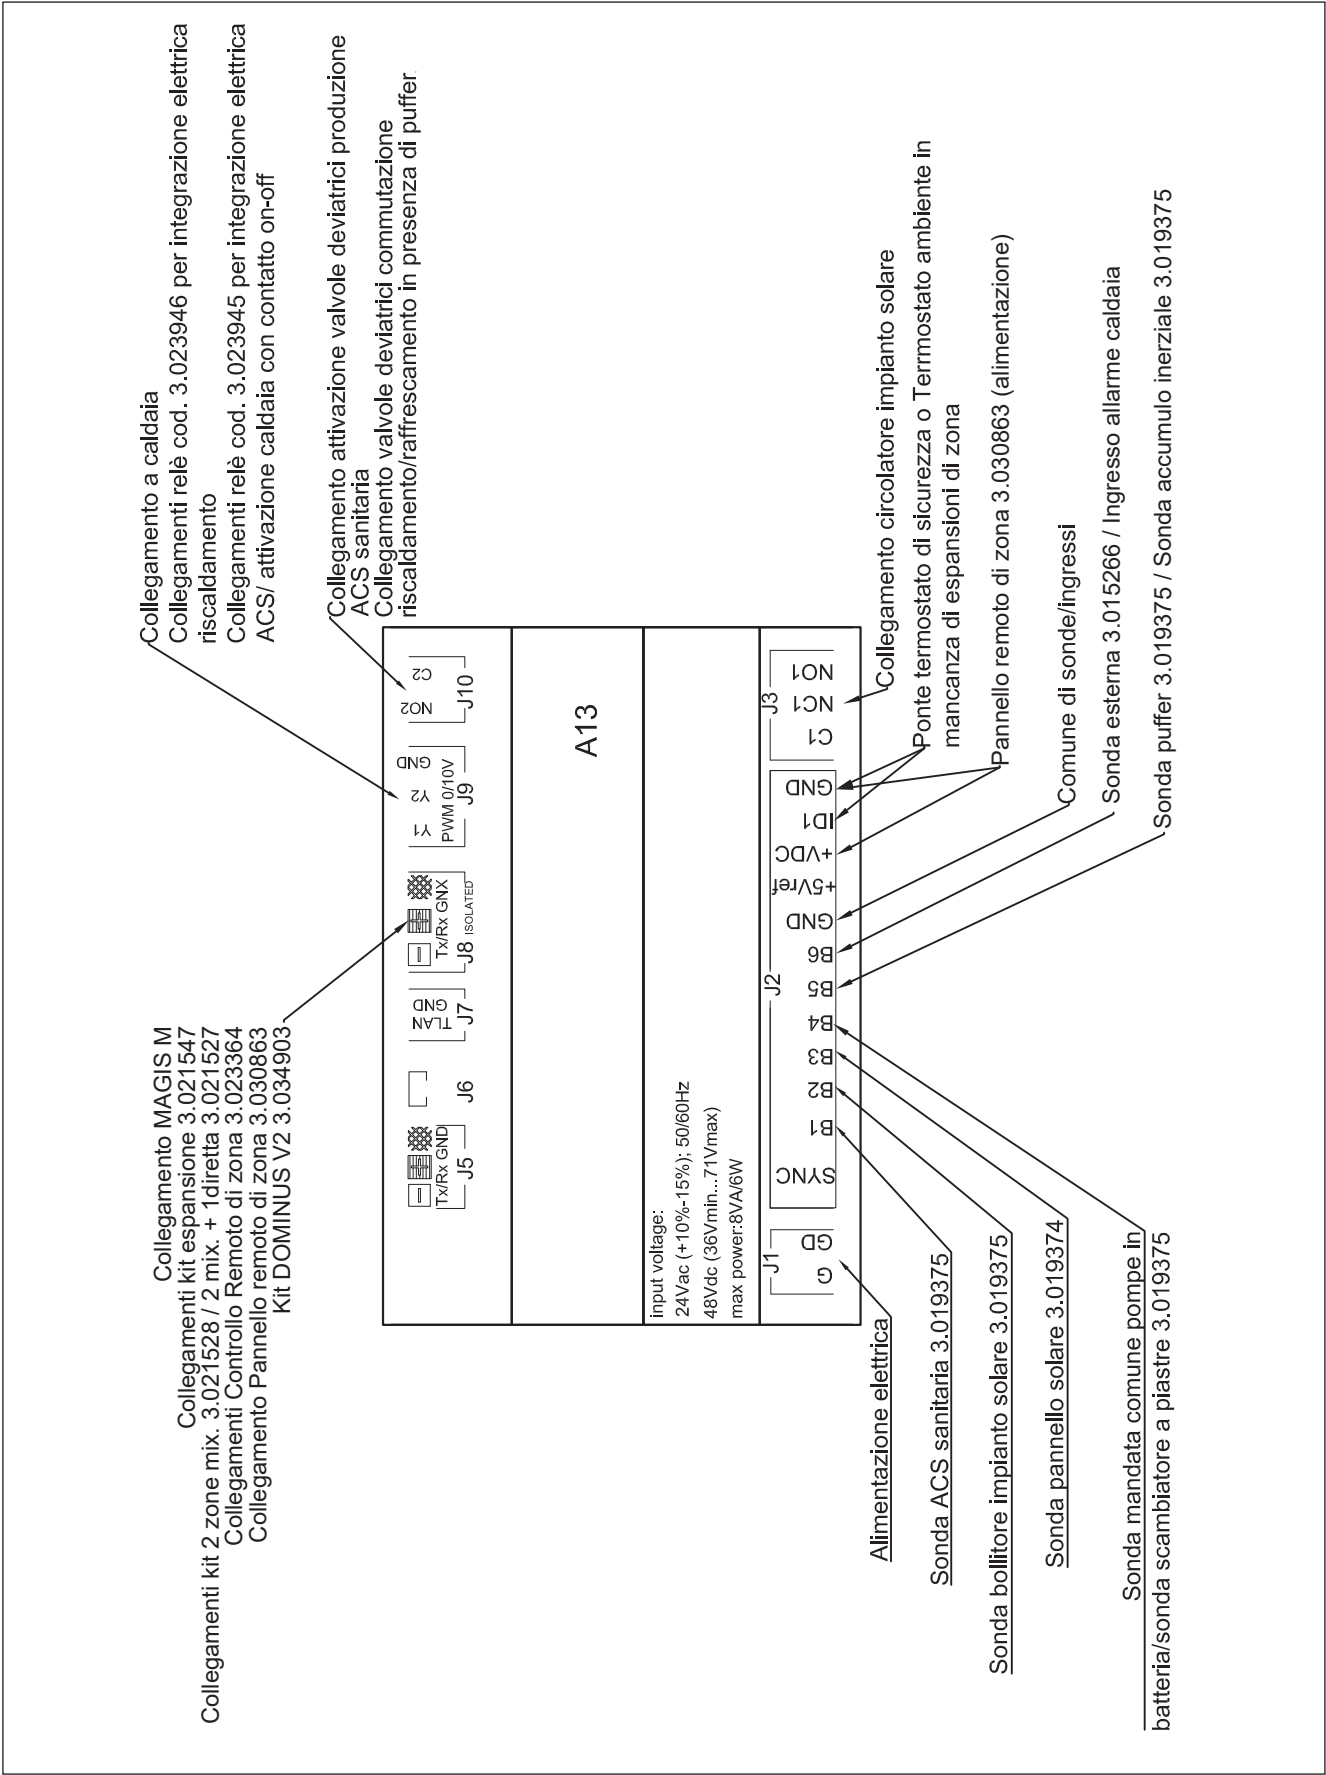 Collegamento MAGIS M
Collegamenti kit espansione 3.021547
Collegamenti kit 2 zone mix. 3.021528 / 2 mix. + 1diretta 3.021527
Collegamenti Controllo Remoto di zona 3.023364
Collegamento Pannello remoto di zona 3.030863
Kit DOMINUS V2 3.034903
Collegamento a caldaia
Collegamenti relè cod. 3.023946 per integrazione elettrica
riscaldamento
Collegamenti relè cod. 3.023945 per integrazione elettrica
ACS/ attivazione caldaia con contatto on-off
Collegamento attivazione valvole deviatrici produzione
ACS sanitaria
Collegamento valvole deviatrici commutazione
riscaldamento/raffrescamento in presenza di puffer
Tx/Rx GND
J5
J6
TLAN
GND
J7
Tx/Rx GNX
J8 ISOLATED
Y1 Y2 GND
PWM 0/10V
J9
NO2 C2
J10
A13
input voltage:
24Vac (+10%-15%); 50/60Hz
48Vdc (36Vmin...71Vmax)
max power:8VA/6W
J1
G GD
J2
SYNC B1 B2 B3 B4 B5 B6 GND +5Vref +VDC ID1 GND
J3
C1 NC1 NO1
Alimentazione elettrica
Sonda ACS sanitaria 3.019375
Sonda bollitore impianto solare 3.019375
Sonda pannello solare 3.019374
Sonda mandata comune pompe in
batteria/sonda scambiatore a piastre 3.019375
Collegamento circolatore impianto solare
Ponte termostato di sicurezza o Terrmostato ambiente in
mancanza di espansioni di zona
Pannello remoto di zona 3.030863 (alimentazione)
Comune di sonde/ingressi
Sonda esterna 3.015266 / Ingresso allarme caldaia
Sonda puffer 3.019375 / Sonda accumulo inerziale 3.019375